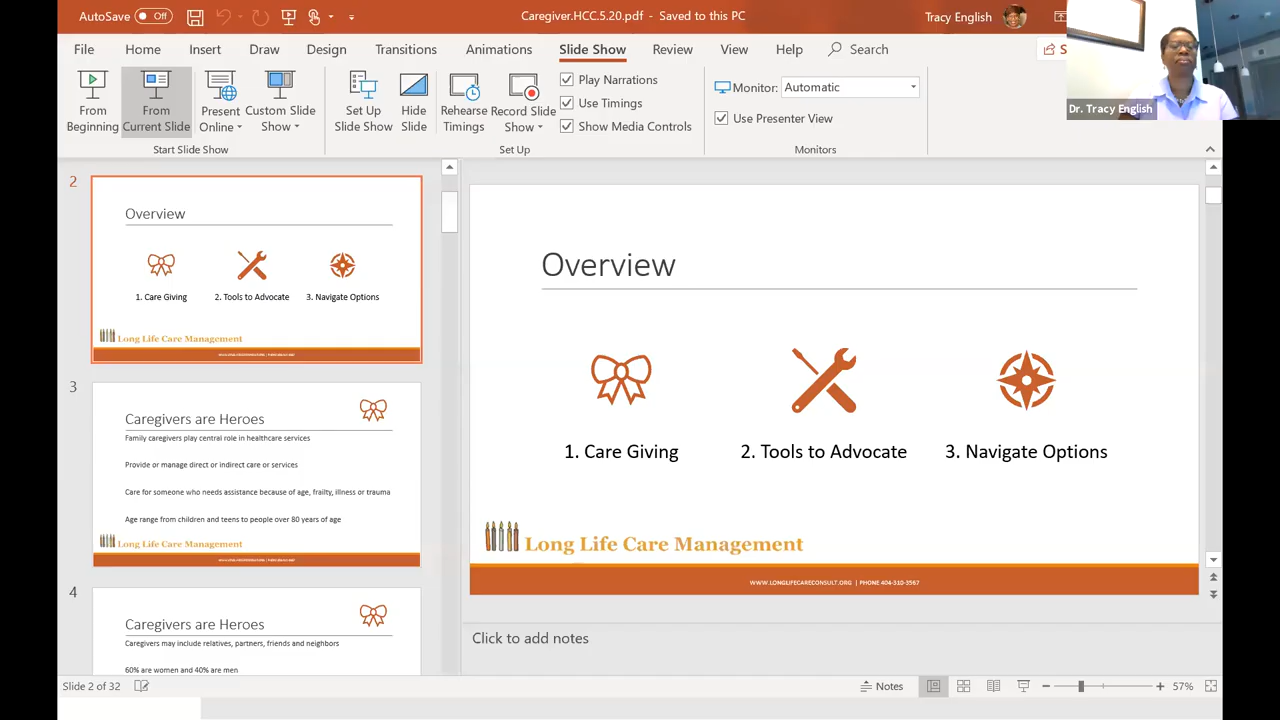 AutoSave Off
Caregiver.HCC.5.20.pdf - Saved to this PC
Tracy English
File Home Insert Draw Design Transitions Animations Slide Show Review View Help Search
S
From Beginning
From Current Slide
Present Online
Custom Slide Show
Set Up Slide Show
Hide Slide
Rehearse Timings
Record Slide Show
Play Narrations
Use Timings
Show Media Controls
Monitor: Automatic
Use Presenter View
Start Slide Show
Set Up
Monitors
Dr. Tracy English
2
Overview
1. Care Giving 2. Tools to Advocate 3. Navigate Options
Long Life Care Management
3
Caregivers are Heroes
Family caregivers play central role in healthcare services
Provide or manage direct or indirect care or services
Care for someone who needs assistance because of age, frailty, illness or trauma
Age range from children and teens to people over 80 years of age
Long Life Care Management
4
Caregivers are Heroes
Caregivers may include relatives, partners, friends and neighbors
60% are women and 40% are men
Overview
1. Care Giving 2. Tools to Advocate 3. Navigate Options
Long Life Care Management
WWW.LONGLIFECARECONSULT.ORG | PHONE 404-510-5567
Click to add notes
Slide 2 of 32
Notes
57%